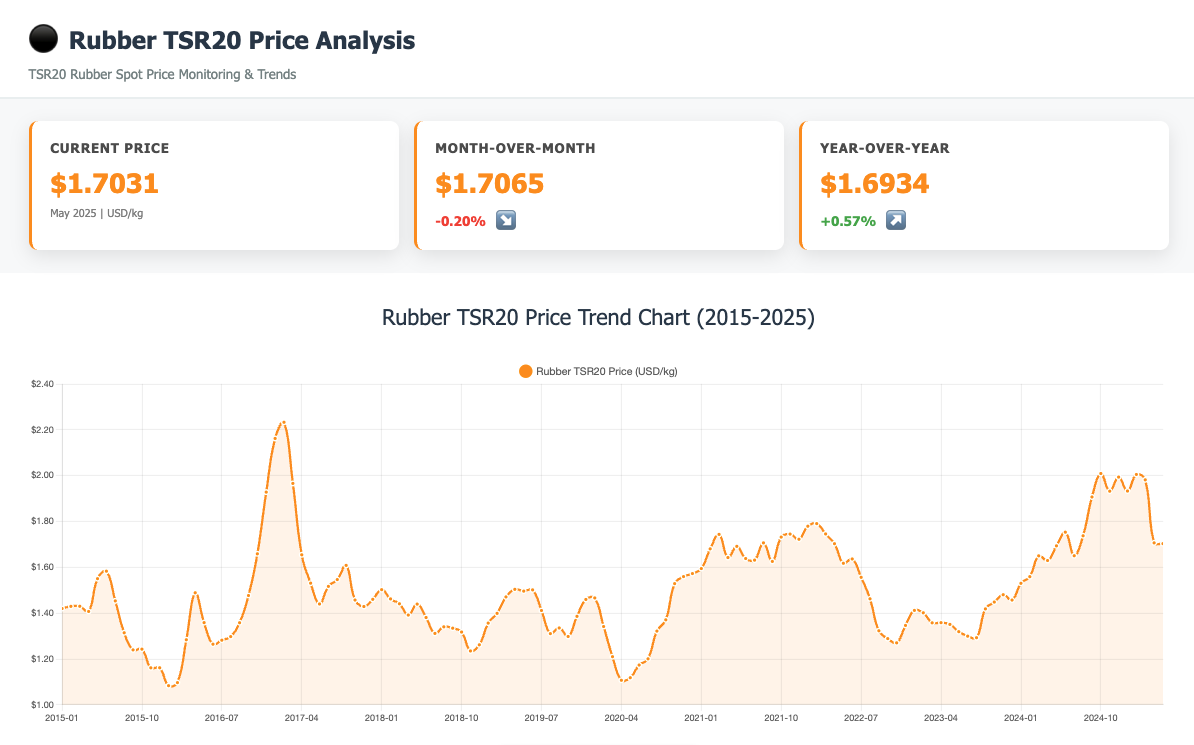 Rubber TSR20 Price Analysis
TSR20 Rubber Spot Price Monitoring & Trends
CURRENT PRICE
$1.7031
May 2025 | USD/kg
MONTH-OVER-MONTH
$1.7065
-0.20%
YEAR-OVER-YEAR
$1.6934
+0.57%
Rubber TSR20 Price Trend Chart (2015-2025)
Rubber TSR20 Price (USD/kg)
$2.40
$2.20
$2.00
$1.80
$1.60
$1.40
$1.20
$1.00
2015-01 2015-10 2016-07 2017-04 2018-01 2018-10 2019-07 2020-04 2021-01 2021-10 2022-07 2023-04 2024-01 2024-10